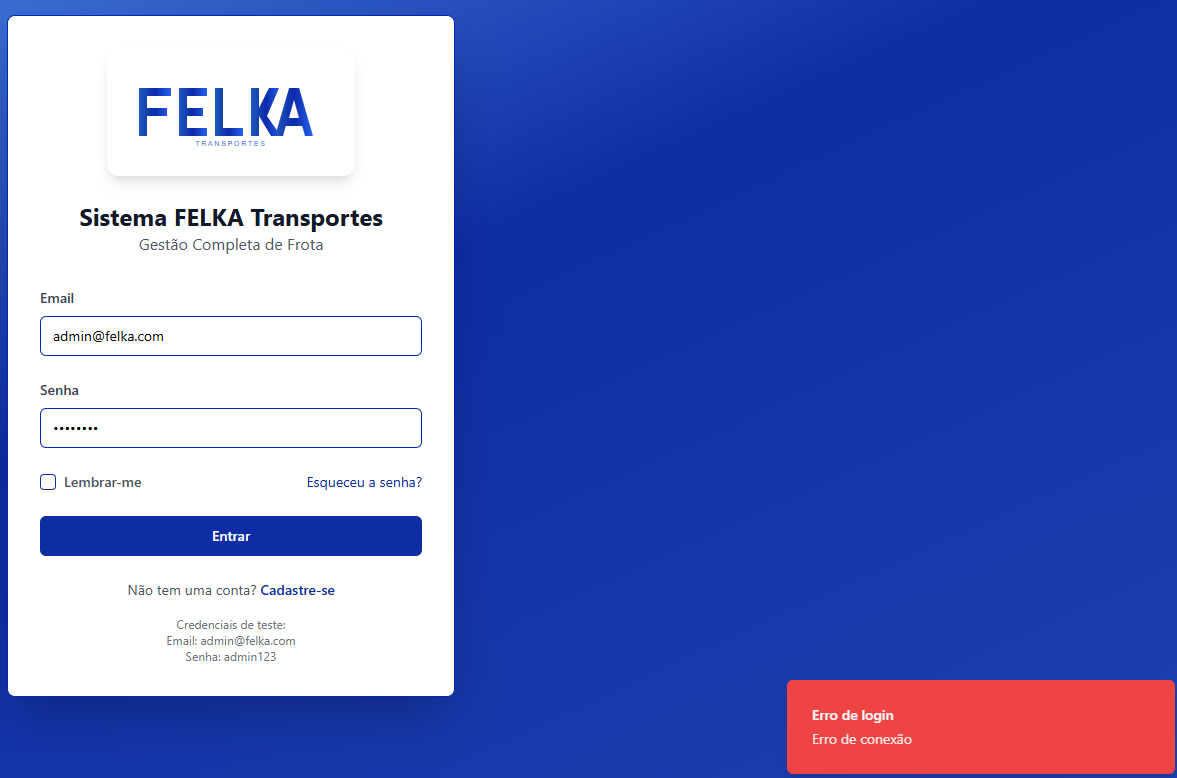 FELKA
TRANSPORTES
Sistema FELKA Transportes
Gestão Completa de Frota
Email
admin@felka.com
Senha
••••••••
Lembrar-me
Esqueceu a senha?
Entrar
Não tem uma conta? Cadastre-se
Credenciais de teste:
Email: admin@felka.com
Senha: admin123
Erro de login
Erro de conexão